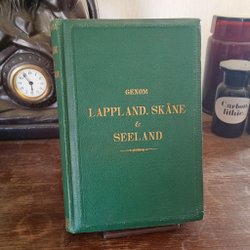 GENOM
LAPPLAND. SKÅNE
&
SEELAND
Carbon
lithic